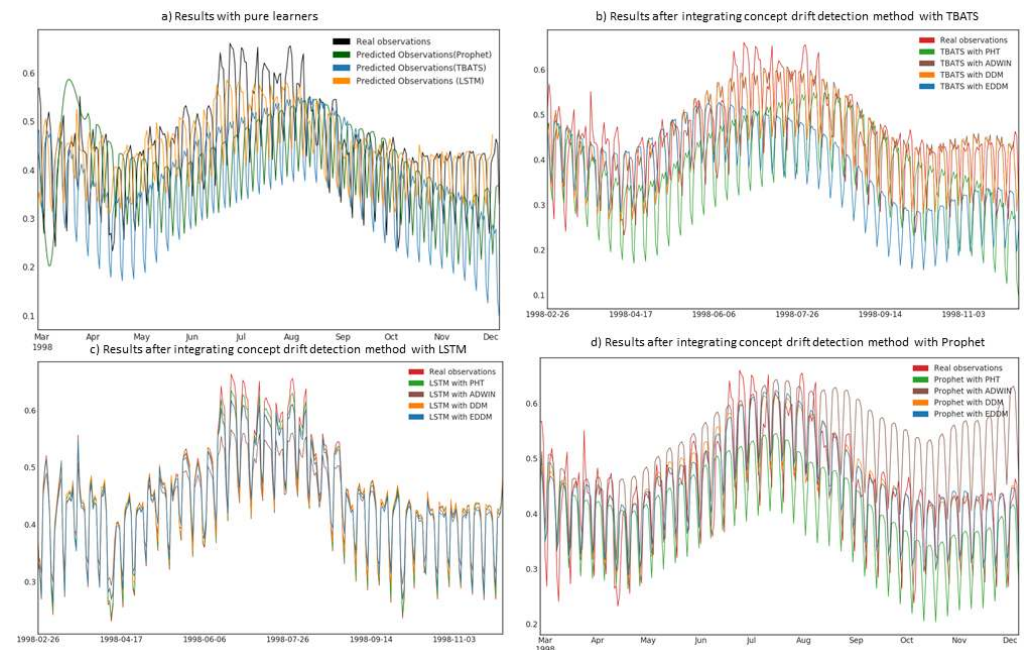 a) Results with pure learners
Real observations
Predicted Observations(Prophet)
Predicted Observations(TBATS)
Predicted Observations (LSTM)
0.6
0.5
0.4
0.3
0.2
0.1
Mar Apr May Jun Jul Aug Sep Oct Nov Dec
1998
b) Results after integrating concept drift detection method with TBATS
Real observations
TBATS with PHT
TBATS with ADWIN
TBATS with DDM
TBATS with EDDM
0.6
0.5
0.4
0.3
0.2
0.1
1998-02-26 1998-04-17 1998-06-06 1998-07-26 1998-09-14 1998-11-03
c) Results after integrating concept drift detection method with LSTM
Real observations
LSTM with PHT
LSTM with ADWIN
LSTM with DDM
LSTM with EDDM
0.6
0.5
0.4
0.3
1998-02-26 1998-04-17 1998-06-06 1998-07-26 1998-09-14 1998-11-03
d) Results after integrating concept drift detection method with Prophet
Real observations
Prophet with PHT
Prophet with ADWIN
Prophet with DDM
Prophet with EDDM
0.6
0.5
0.4
0.3
0.2
Mar Apr May Jun Jul Aug Sep Oct Nov Dec
1998